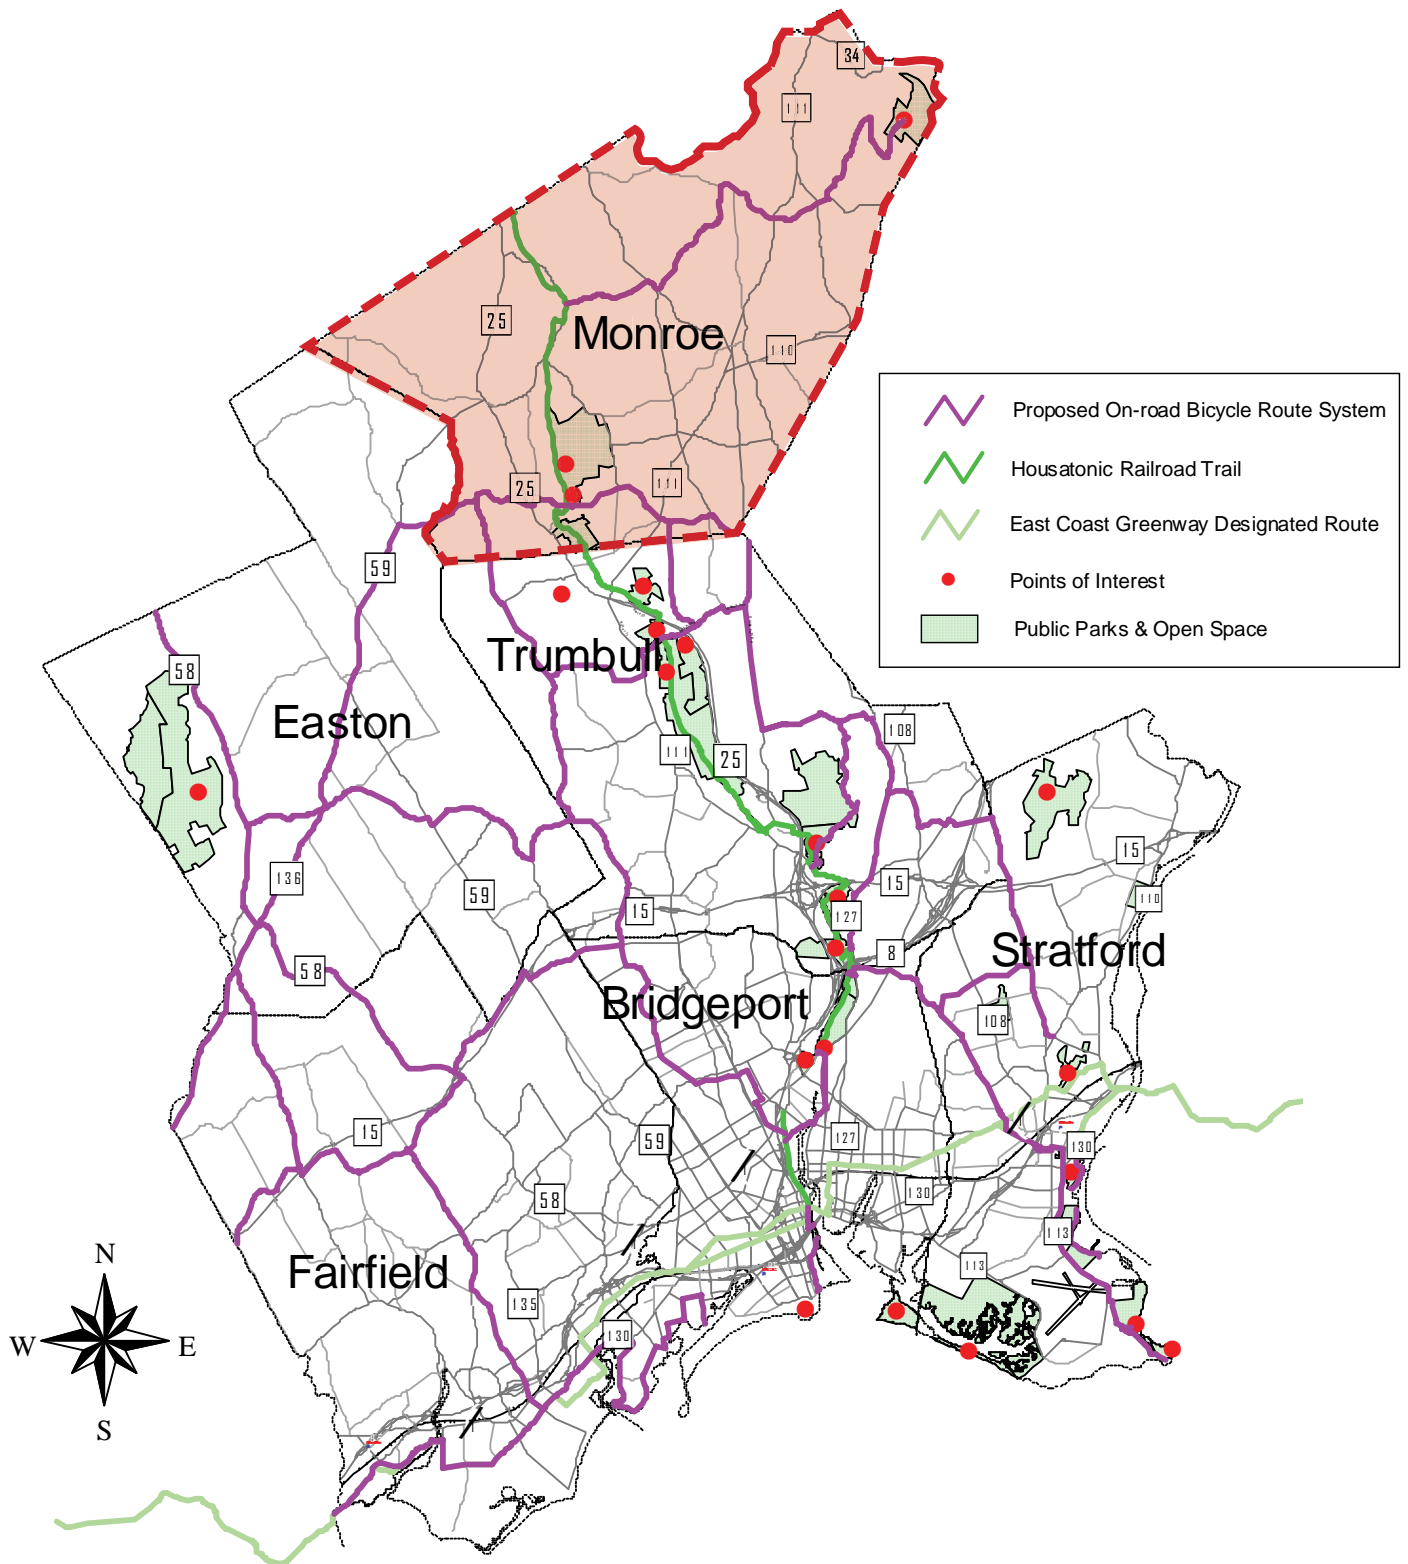 34
111
25
Monroe
110
Proposed On-road Bicycle Route System
Housatonic Railroad Trail
25
111
East Coast Greenway Designated Route
59
Points of Interest
Public Parks & Open Space
58
Trumbull
Easton
108
111
25
15
136
59
15
110
15
127
58
8
Stratford
Bridgeport
108
15
59
127
130
58
130
113
N
Fairfield
113
135
W
E
130
S